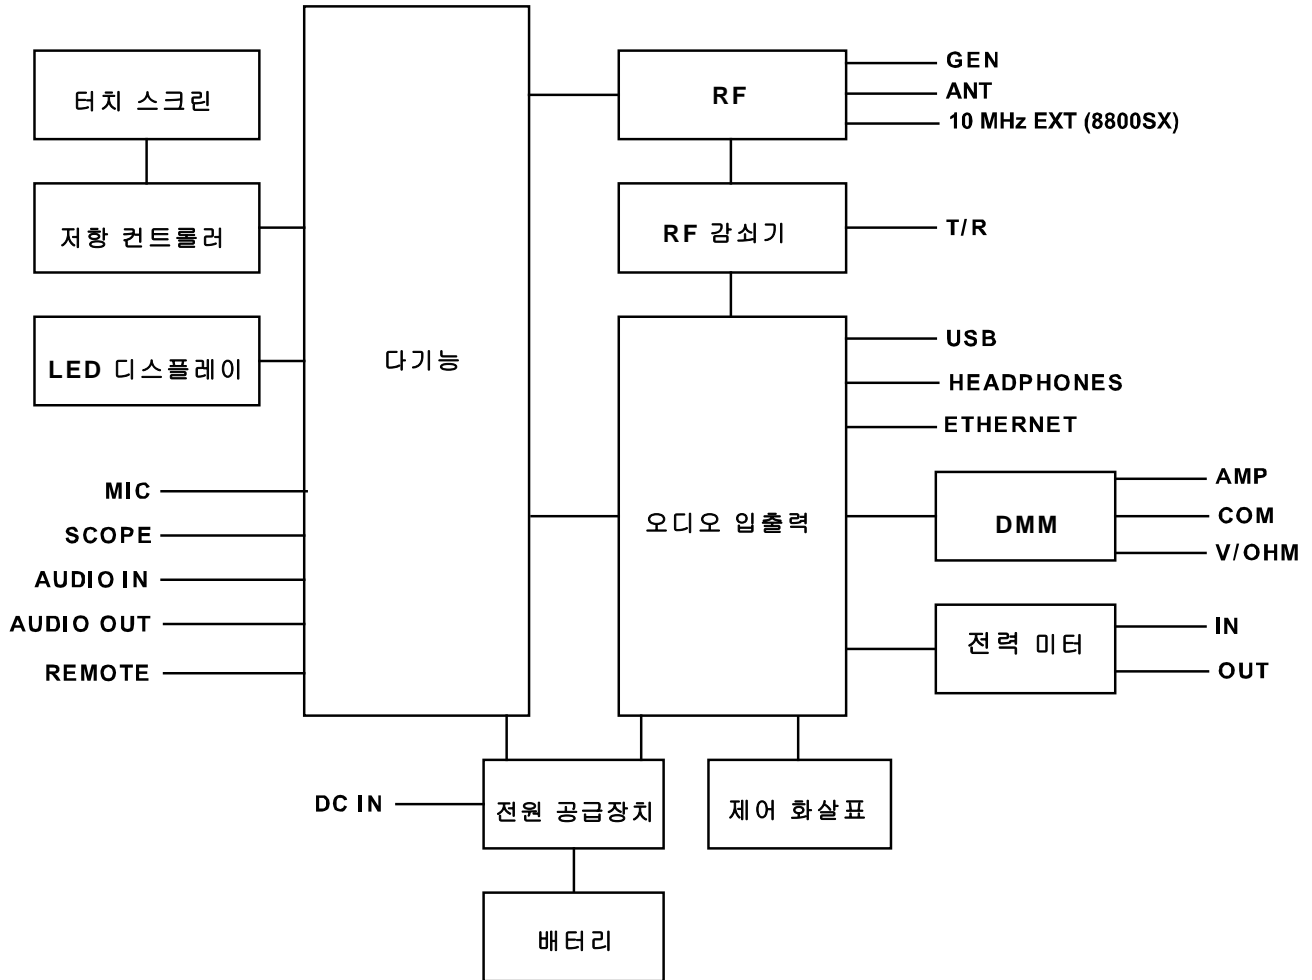 터치 스크린
저항 컨트롤러
LED 디스플레이
MIC
SCOPE
AUDIO IN
AUDIO OUT
REMOTE
다기능
RF
GEN
ANT
10 MHz EXT (8800SX)
RF 감쇠기
T/R
오디오 입출력
USB
HEADPHONES
ETHERNET
DMM
AMP
COM
V/OHM
전력 미터
IN
OUT
DC IN
전원 공급장치
제어 화살표
배터리